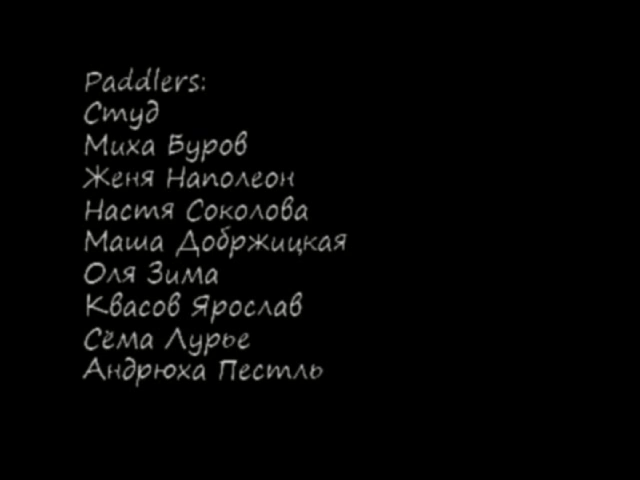 Paddlers:
Студ
Миха Буров
Женя Наполеон
Настя Соколова
Маша Добржицкая
Оля Зима
Квасов Ярослав
Сёма Лурье
Андрюха Пестль